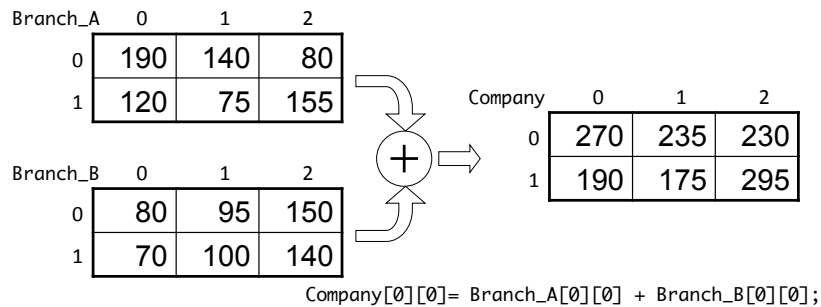 Branch_A 0 1 2
0 190 140 80
1 120 75 155
Branch_B 0 1 2
0 80 95 150
1 70 100 140
+
Company 0 1 2
0 270 235 230
1 190 175 295
Company[0][0]= Branch_A[0][0] + Branch_B[0][0];